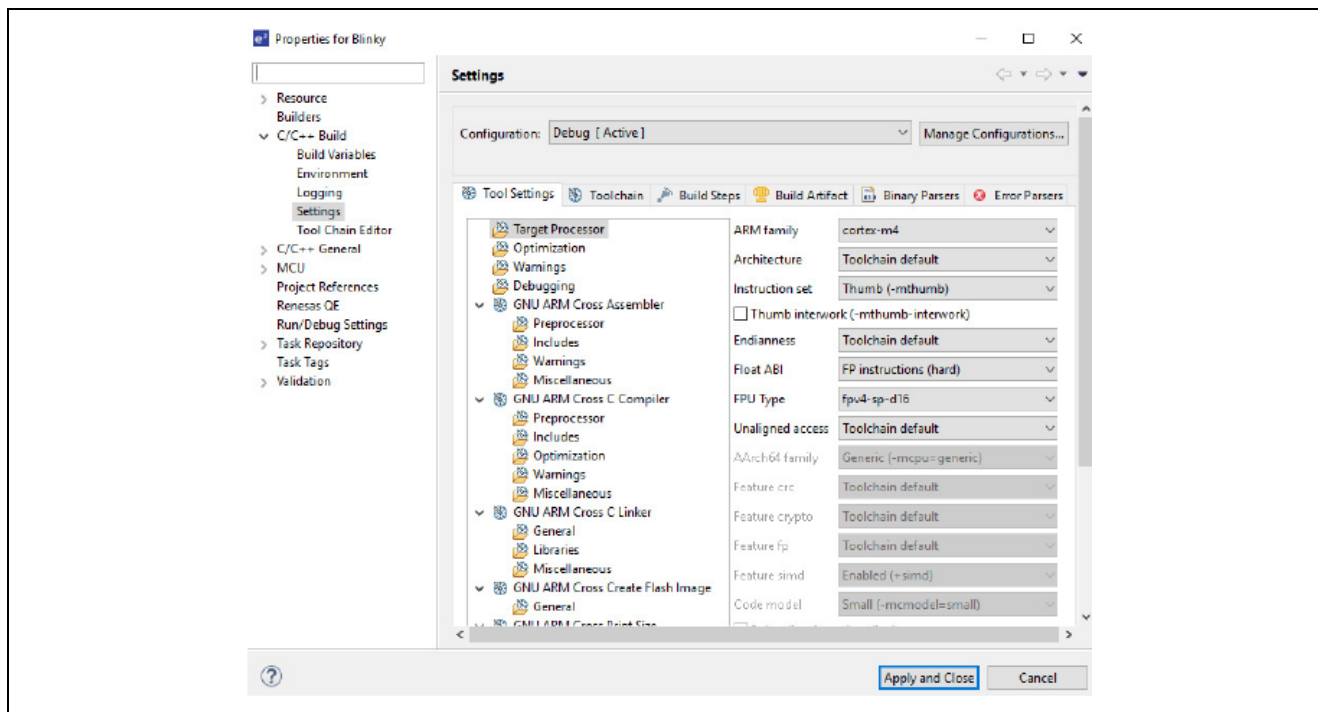 e² Properties for Blinky
Settings
Resource
Builders
C/C++ Build
Build Variables
Environment
Logging
Settings
Tool Chain Editor
C/C++ General
MCU
Project References
Renesas QE
Run/Debug Settings
Task Repository
Task Tags
Validation
Configuration: Debug [ Active ] Manage Configurations...
Tool Settings Toolchain Build Steps Build Artifact Binary Parsers Error Parsers
Target Processor
Optimization
Warnings
Debugging
GNU ARM Cross Assembler
Preprocessor
Includes
Warnings
Miscellaneous
GNU ARM Cross C Compiler
Preprocessor
Includes
Optimization
Warnings
Miscellaneous
GNU ARM Cross C Linker
General
Libraries
Miscellaneous
GNU ARM Cross Create Flash Image
General
GNU ARM Cross Print Size
ARM family cortex-m4
Architecture Toolchain default
Instruction set Thumb (-mthumb)
Thumb interwork (-mthumb-interwork)
Endianness Toolchain default
Float ABI FP instructions (hard)
FPU Type fpv4-sp-d16
Unaligned access Toolchain default
AArch64 family Generic (-mcpu=generic)
Feature crc Toolchain default
Feature crypto Toolchain default
Feature fp Toolchain default
Feature simd Enabled (+simd)
Code model Small (-mcmodel=small)
? Apply and Close Cancel